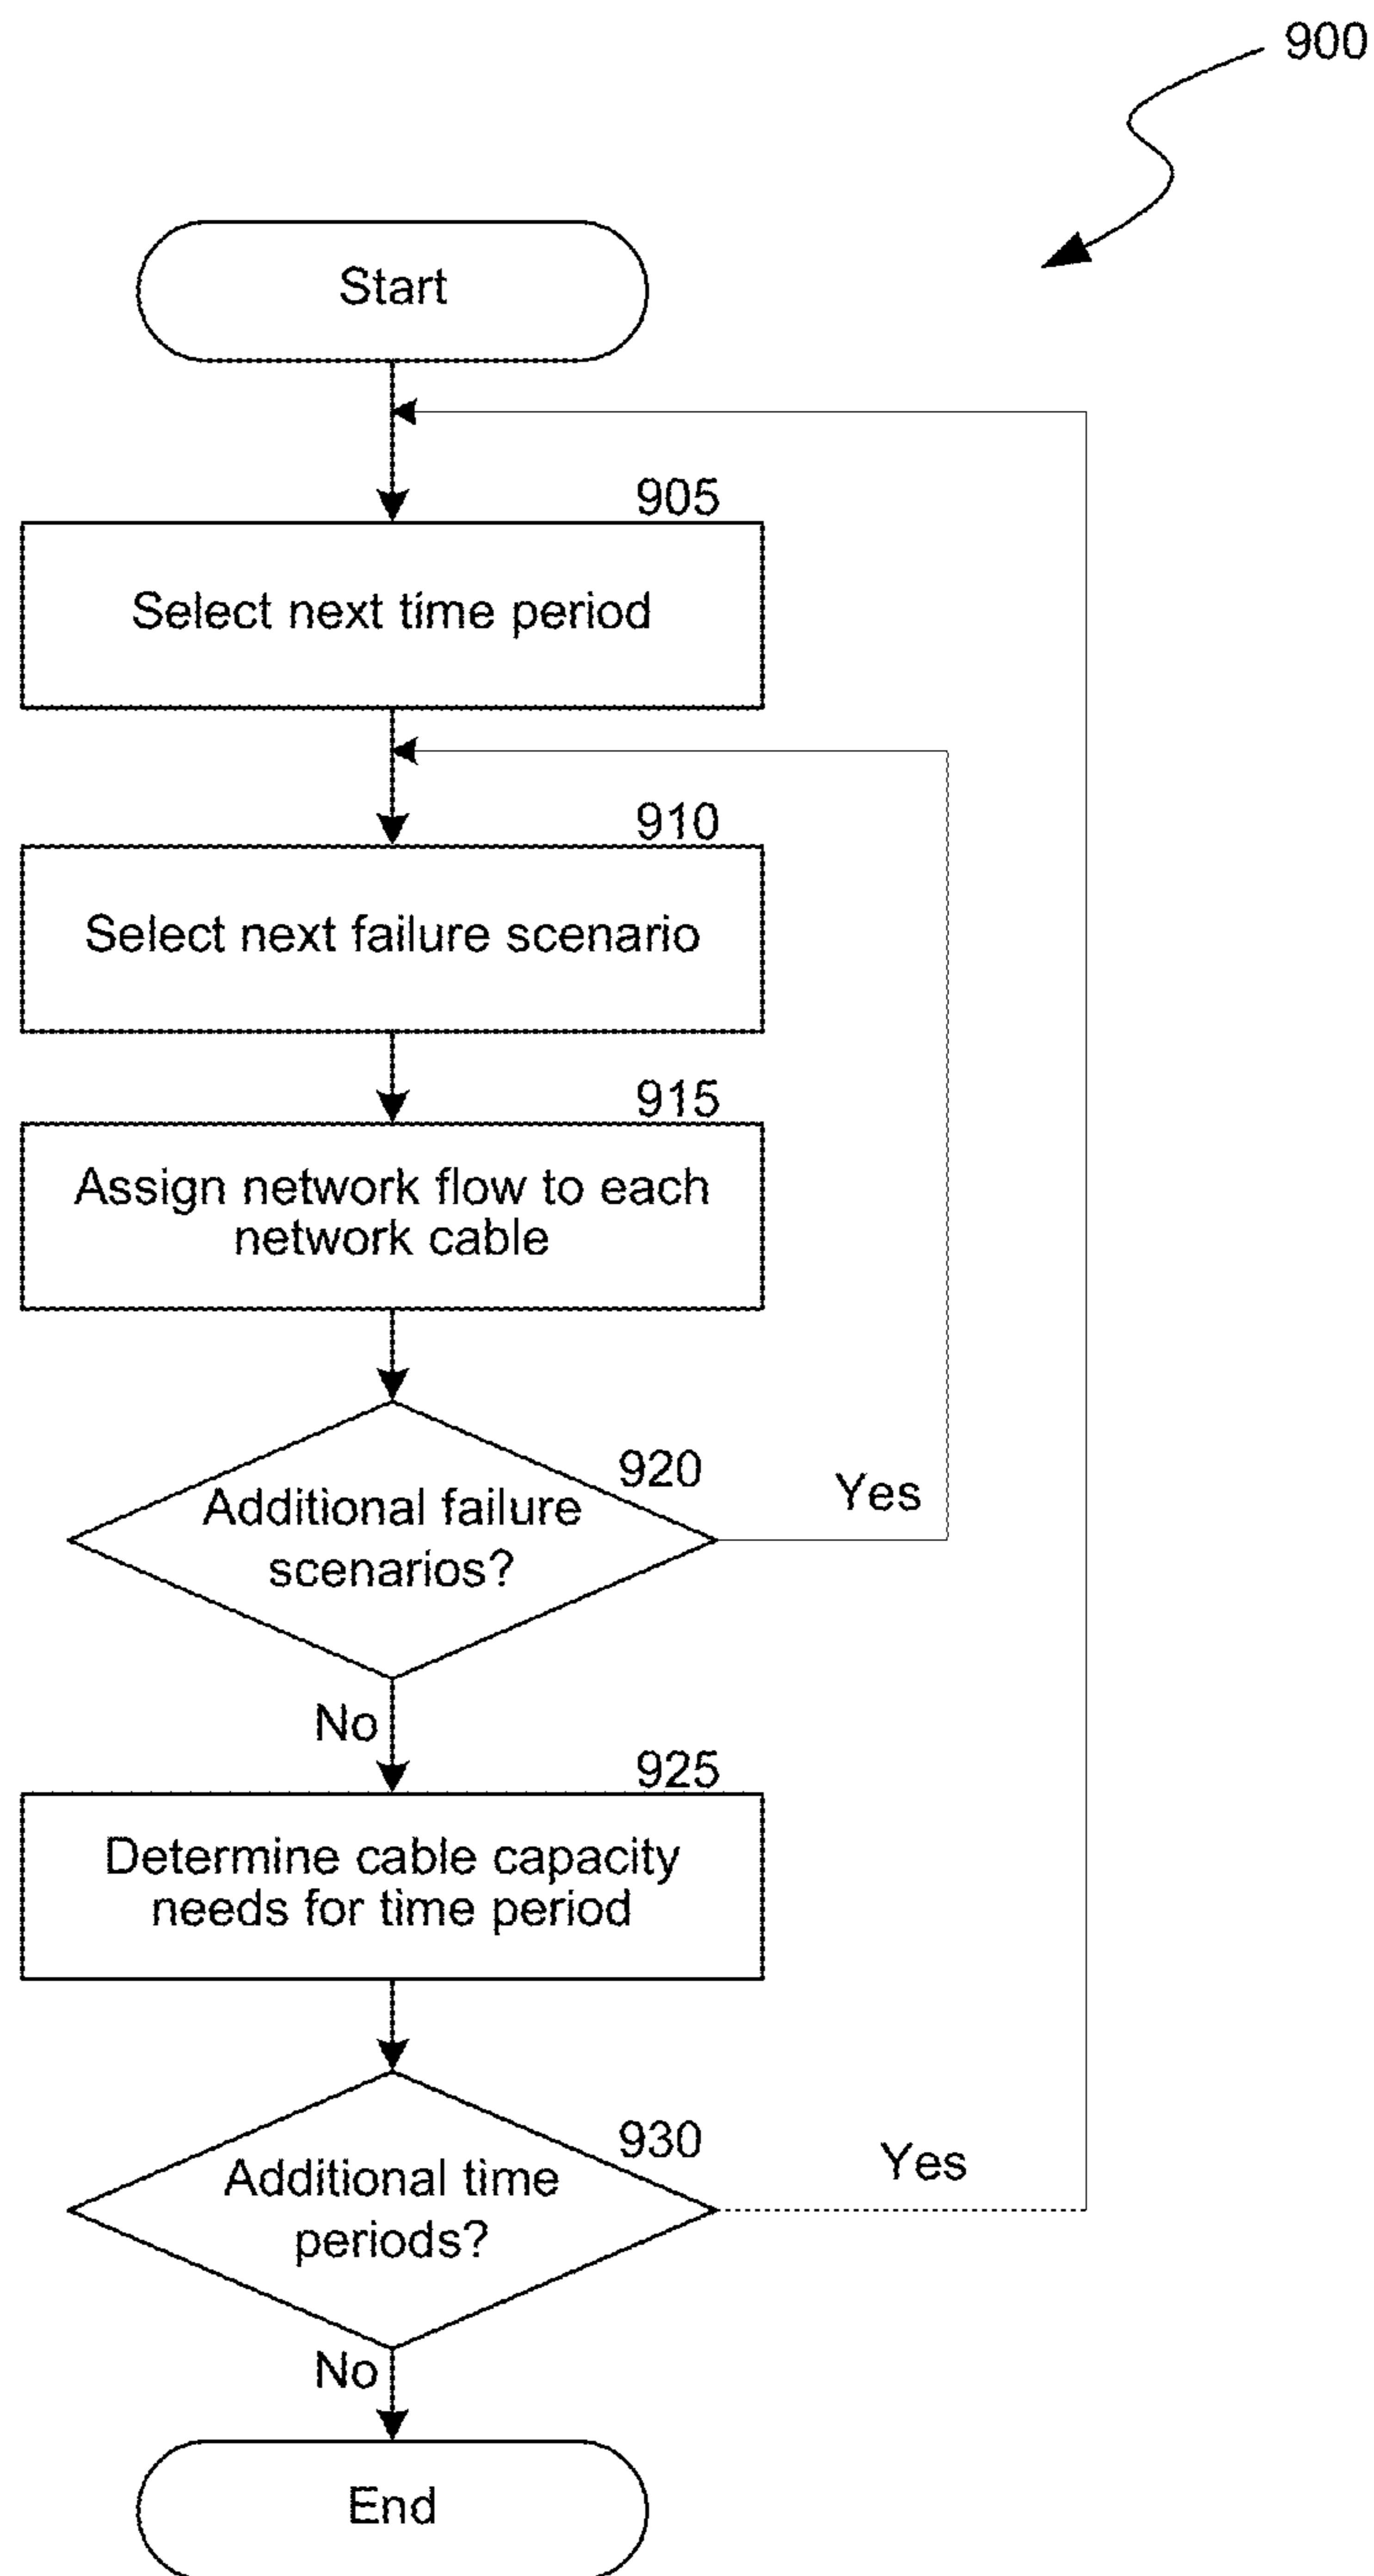 900
Start
905
Select next time period
910
Select next failure scenario
915
Assign network flow to each
network cable
920
Additional failure
scenarios?
Yes
No
925
Determine cable capacity
needs for time period
930
Additional time
periods?
Yes
No
End